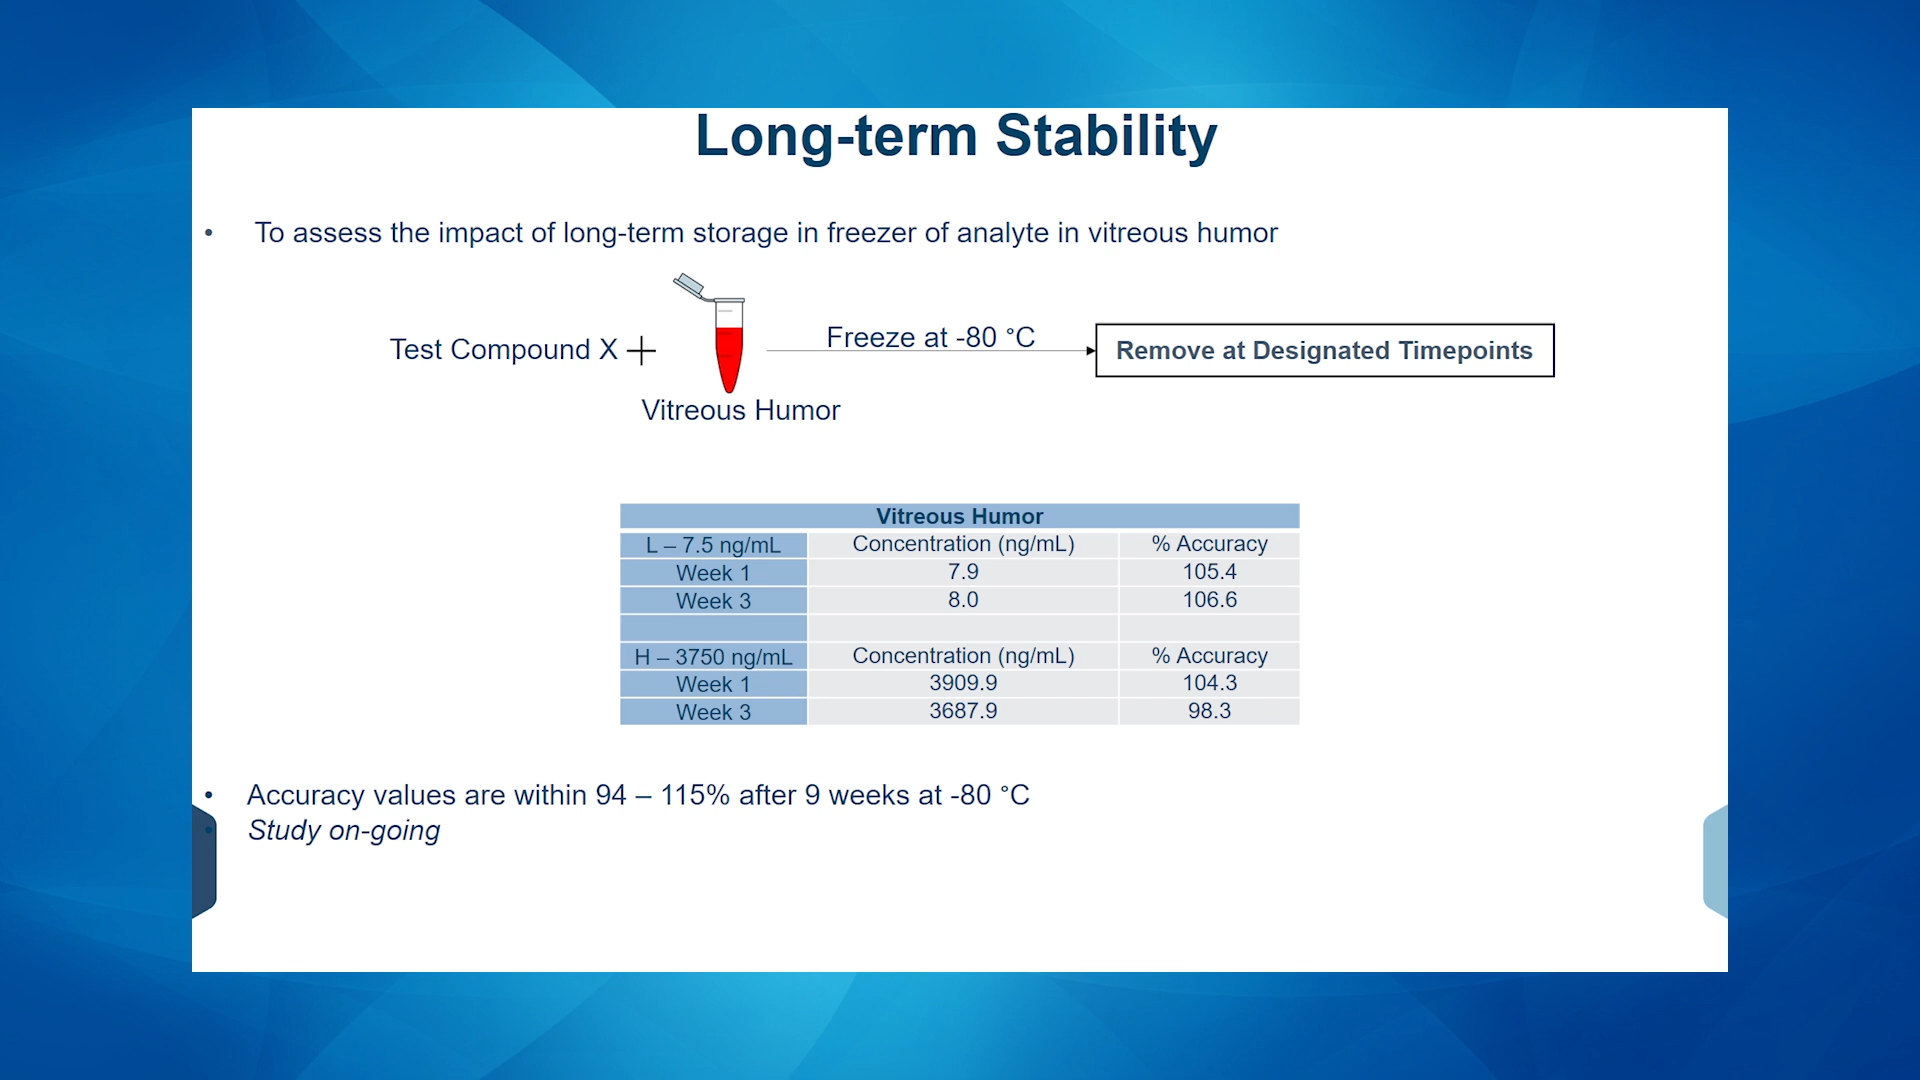 Long-term Stability
• To assess the impact of long-term storage in freezer of analyte in vitreous humor
Test Compound X +
Freeze at -80 °C
Remove at Designated Timepoints
Vitreous Humor
Vitreous Humor
L – 7.5 ng/mL Concentration (ng/mL) % Accuracy
Week 1 7.9 105.4
Week 3 8.0 106.6
H – 3750 ng/mL Concentration (ng/mL) % Accuracy
Week 1 3909.9 104.3
Week 3 3687.9 98.3
• Accuracy values are within 94 – 115% after 9 weeks at -80 °C
• Study on-going